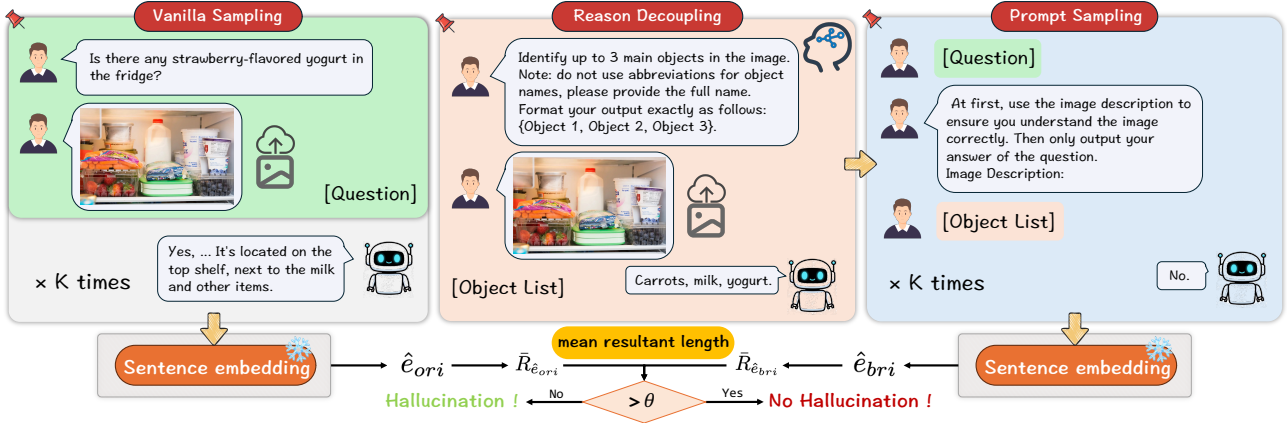 Vanilla Sampling
Is there any strawberry-flavored yogurt in
the fridge?
[Question]
Yes, ... It's located on the
top shelf, next to the milk
and other items.
× K times
Reason Decoupling
Identify up to 3 main objects in the image.
Note: do not use abbreviations for object
names, please provide the full name.
Format your output exactly as follows:
{Object 1, Object 2, Object 3}.
[Object List]
Carrots, milk, yogurt.
Prompt Sampling
[Question]
At first, use the image description to
ensure you understand the image
correctly. Then only output your
answer of the question.
Image Description:
[Object List]
× K times
No.
Sentence embedding
ê_ori
R̄_ê_ori
mean resultant length
R̄_ê_bri
ê_bri
Sentence embedding
Hallucination !
No
> θ
Yes
No Hallucination !